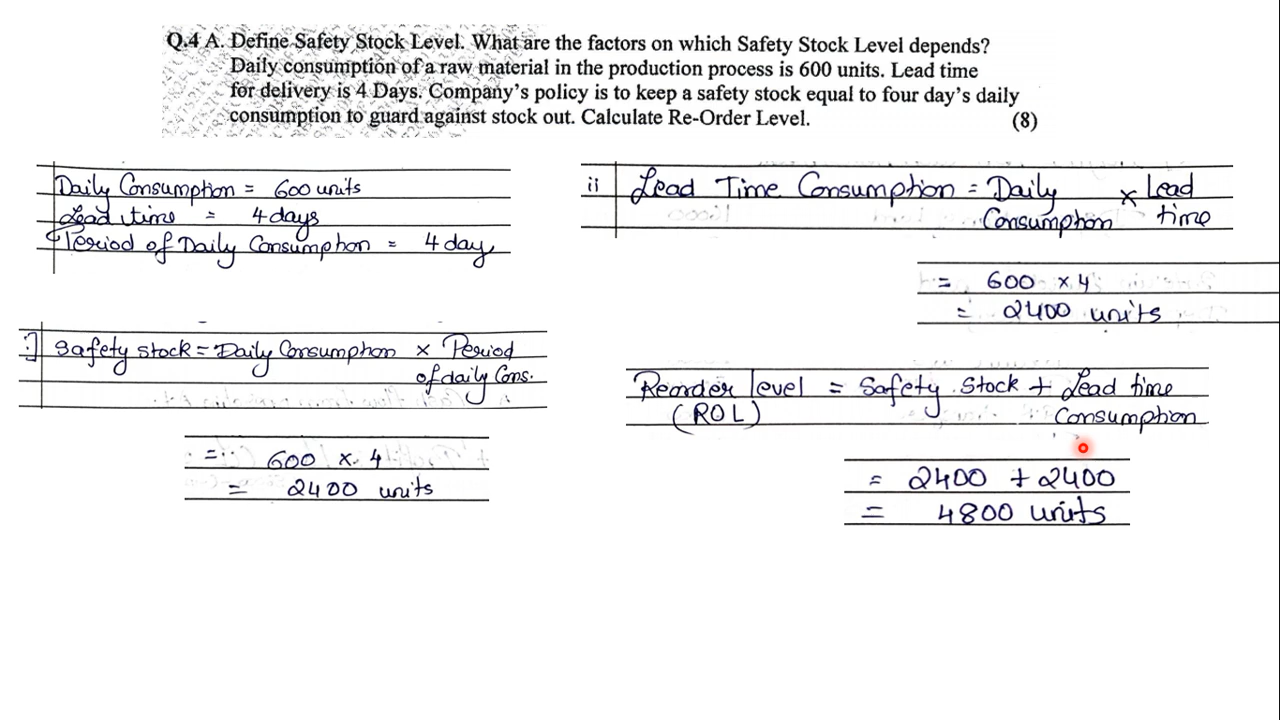 Q.4 A. Define Safety Stock Level. What are the factors on which Safety Stock Level depends?
Daily consumption of a raw material in the production process is 600 units. Lead time
for delivery is 4 Days. Company's policy is to keep a safety stock equal to four day's daily
consumption to guard against stock out. Calculate Re-Order Level. (8)
Daily Consumption = 600 units
Lead time = 4 days
Period of Daily Consumption = 4 day
i] Safety stock = Daily Consumption × Period
of daily Cons.
= 600 × 4
= 2400 units
ii Lead Time Consumption = Daily × Lead
Consumption time
= 600 × 4
= 2400 units
Reorder level = Safety Stock + Lead time
(ROL) Consumption
= 2400 + 2400
= 4800 units